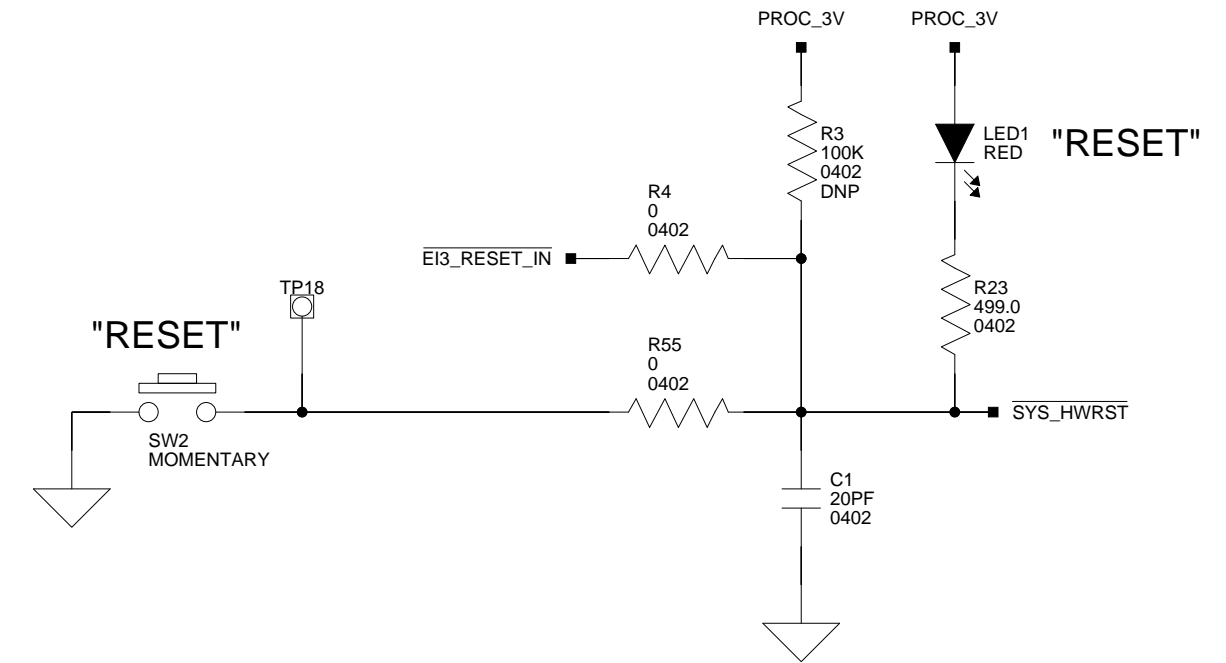 PROC_3V
PROC_3V
R3
100K
0402
DNP
LED1
RED
"RESET"
R4
0
0402
EI3_RESET_IN
TP18
"RESET"
R23
499.0
0402
R55
0
0402
SYS_HWRST
SW2
MOMENTARY
C1
20PF
0402